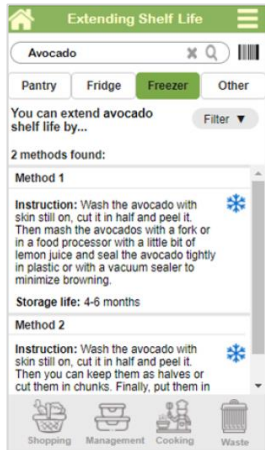 Extending Shelf Life
Avocado
Pantry Fridge Freezer Other
You can extend avocado
shelf life by...
Filter ▼
2 methods found:
Method 1
Instruction: Wash the avocado with
skin still on, cut it in half and peel it.
Then mash the avocados with a fork or
in a food processor with a little bit of
lemon juice and seal the avocado tightly
in plastic or with a vacuum sealer to
minimize browning.
Storage life: 4-6 months
Method 2
Instruction: Wash the avocado with
skin still on, cut it in half and peel it.
Then you can keep them as halves or
cut them in chunks. Finally, put them in
Shopping Management Cooking Waste